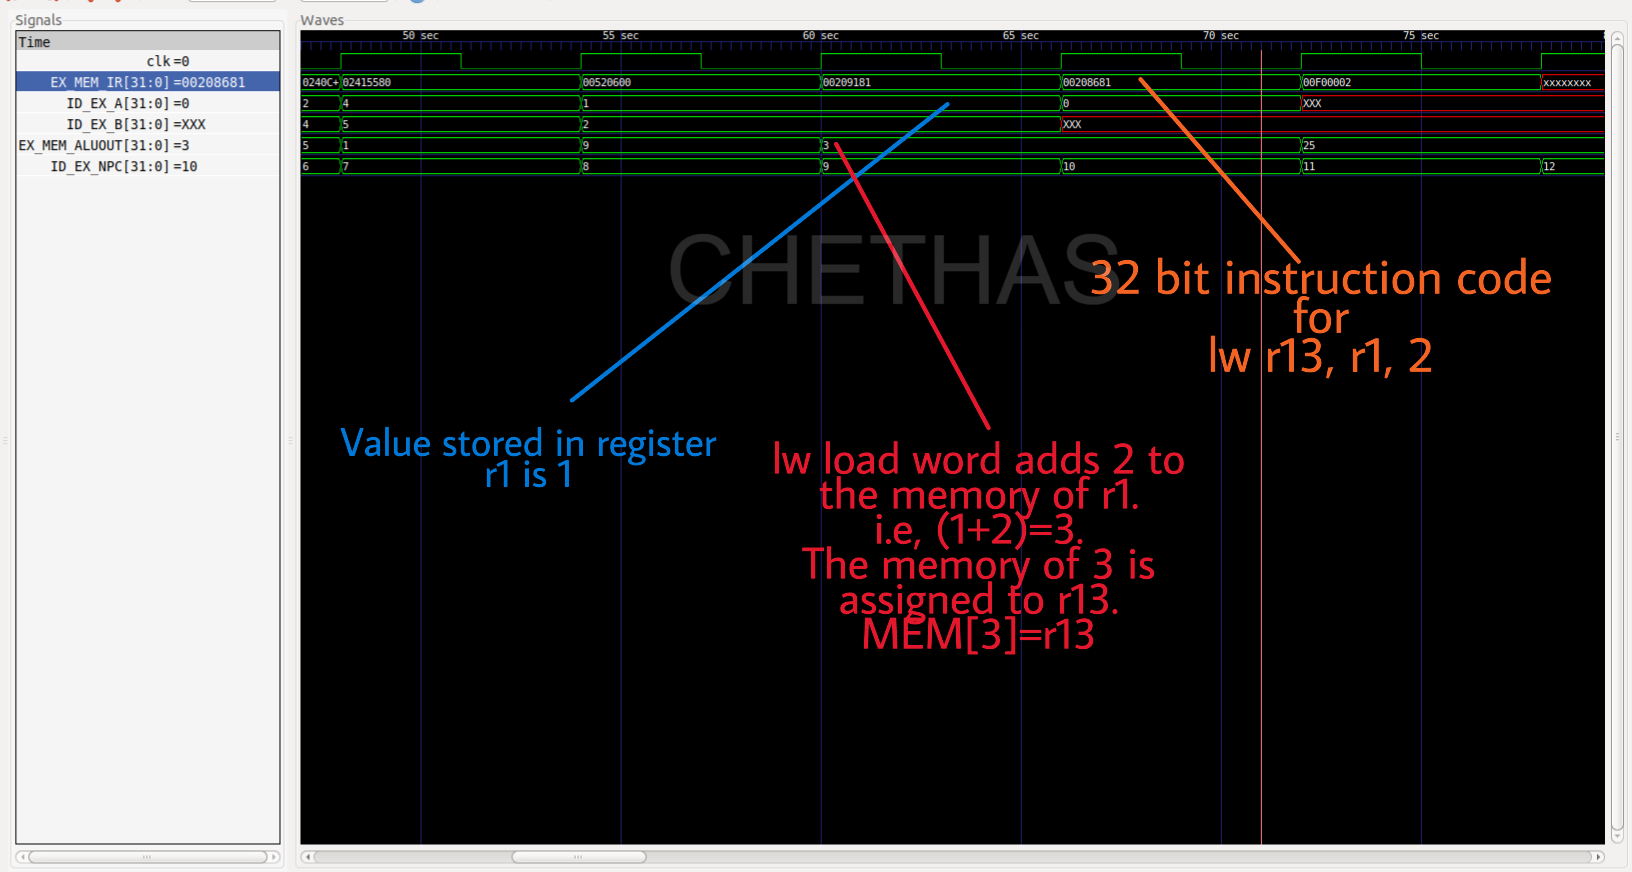 Signals
Waves
Time
clk=0
EX_MEM_IR[31:0]=00208681
ID_EX_A[31:0]=0
ID_EX_B[31:0]=XXX
EX_MEM_ALUOUT[31:0]=3
ID_EX_NPC[31:0]=10
50 sec 55 sec 60 sec 65 sec 70 sec 75 sec
0240C+ 02415580 00520600 00209181 00208681 00F00002 xxxxxxxx
2 4 1 0 XXX
4 5 2 XXX
5 1 9 3 25
6 7 8 9 10 11 12
CHETHAS
32 bit instruction code
for
lw r13, r1, 2
Value stored in register
r1 is 1
lw load word adds 2 to
the memory of r1.
i.e, (1+2)=3.
The memory of 3 is
assigned to r13.
MEM[3]=r13